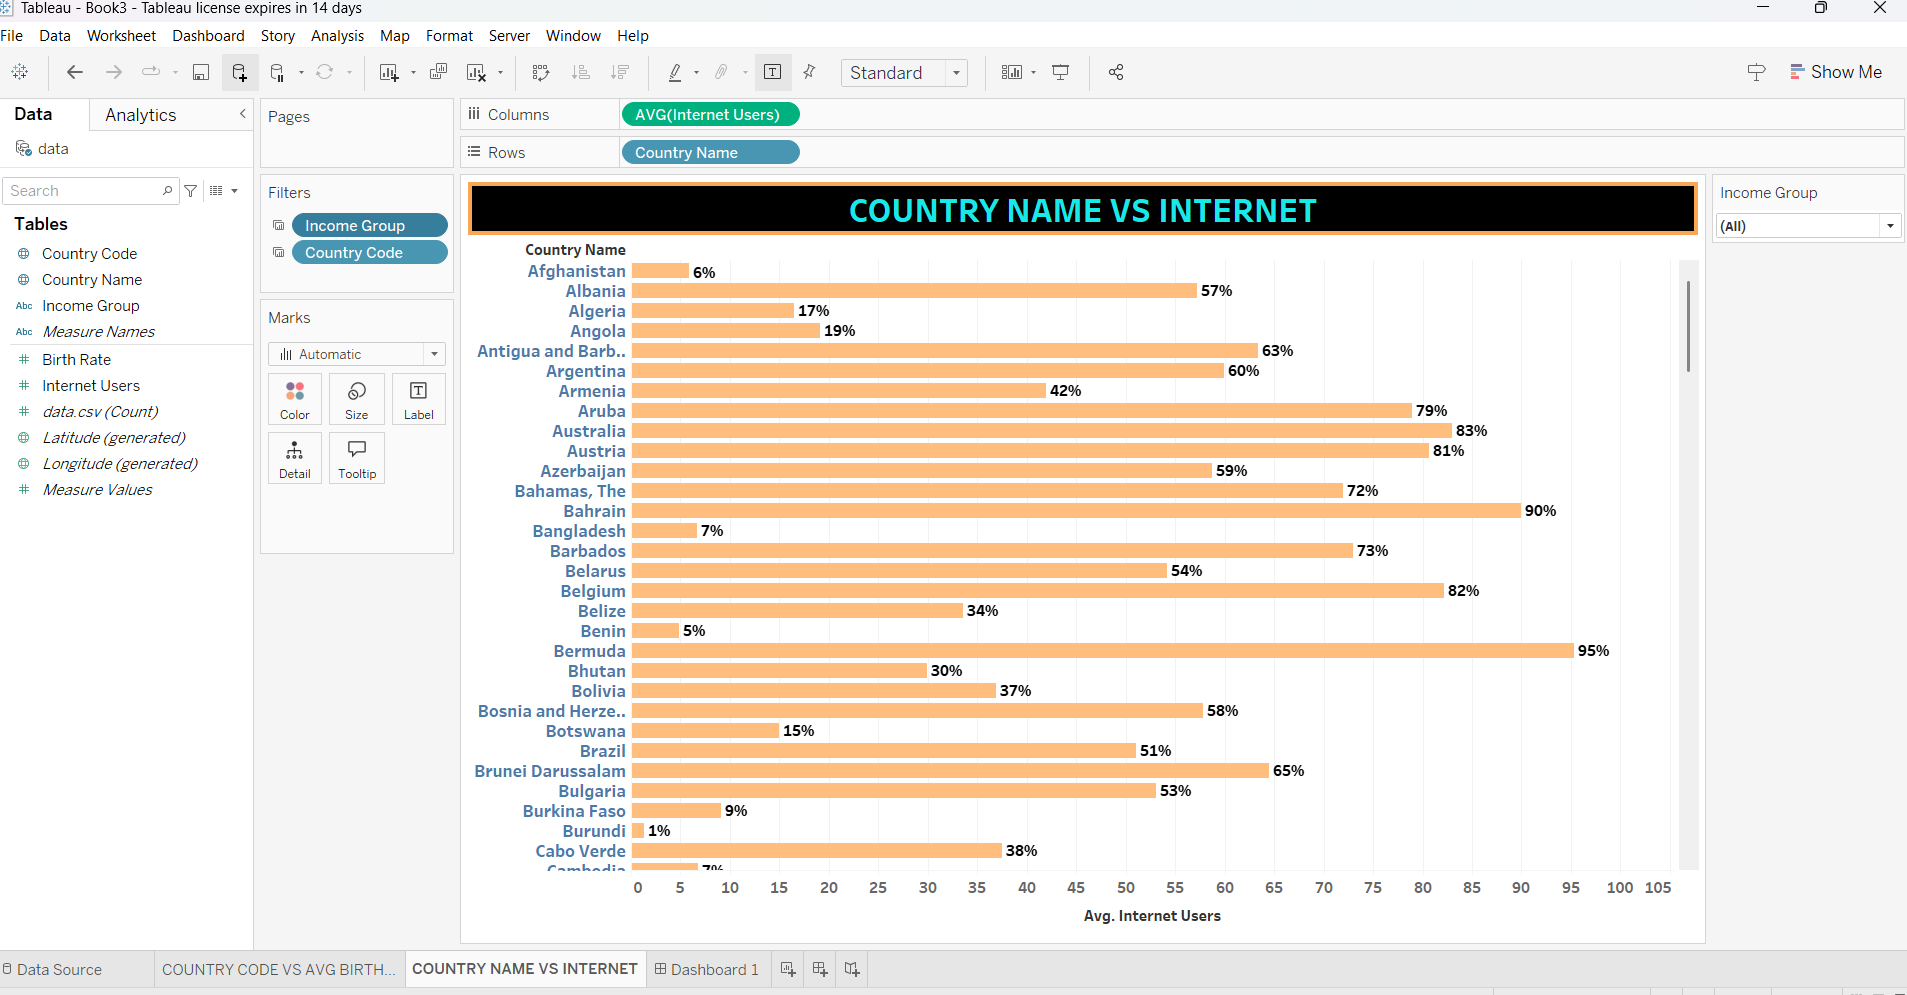 Tableau - Book3 - Tableau license expires in 14 days
File Data Worksheet Dashboard Story Analysis Map Format Server Window Help
Standard
Show Me
Data Analytics
data
Search
Tables
Country Code
Country Name
Abc Income Group
Abc Measure Names
Birth Rate
Internet Users
data.csv (Count)
Latitude (generated)
Longitude (generated)
Measure Values
Pages
Filters
Income Group
Country Code
Marks
Automatic
Color Size Label
Detail Tooltip
Columns AVG(Internet Users)
Rows Country Name
COUNTRY NAME VS INTERNET
Country Name
Afghanistan 6%
Albania 57%
Algeria 17%
Angola 19%
Antigua and Barb.. 63%
Argentina 60%
Armenia 42%
Aruba 79%
Australia 83%
Austria 81%
Azerbaijan 59%
Bahamas, The 72%
Bahrain 90%
Bangladesh 7%
Barbados 73%
Belarus 54%
Belgium 82%
Belize 34%
Benin 5%
Bermuda 95%
Bhutan 30%
Bolivia 37%
Bosnia and Herze.. 58%
Botswana 15%
Brazil 51%
Brunei Darussalam 65%
Bulgaria 53%
Burkina Faso 9%
Burundi 1%
Cabo Verde 38%
Cambodia 7%
0 5 10 15 20 25 30 35 40 45 50 55 60 65 70 75 80 85 90 95 100 105
Avg. Internet Users
Income Group
(All)
Data Source COUNTRY CODE VS AVG BIRTH... COUNTRY NAME VS INTERNET Dashboard 1